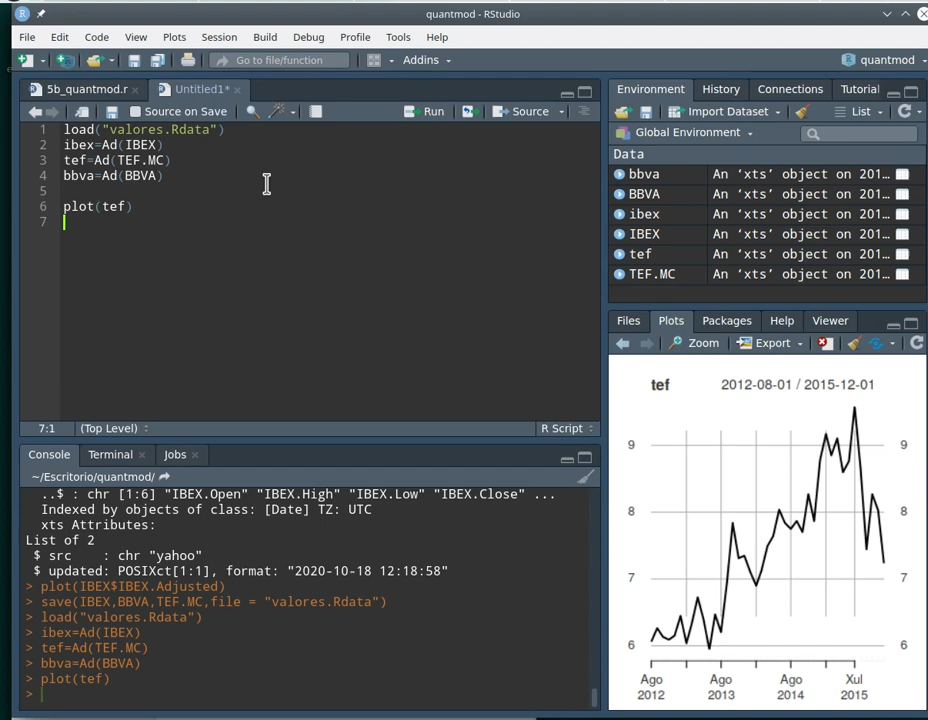 quantmod - RStudio
File Edit Code View Plots Session Build Debug Profile Tools Help
Go to file/function Addins quantmod
5b_quantmod.r Untitled1*
Source on Save Run Source
1 load("valores.Rdata")
2 ibex=Ad(IBEX)
3 tef=Ad(TEF.MC)
4 bbva=Ad(BBVA)
5
6 plot(tef)
7
7:1 (Top Level) R Script
Console Terminal Jobs
~/Escritorio/quantmod/
..$ : chr [1:6] "IBEX.Open" "IBEX.High" "IBEX.Low" "IBEX.Close" ...
Indexed by objects of class: [Date] TZ: UTC
xts Attributes:
List of 2
$ src : chr "yahoo"
$ updated: POSIXct[1:1], format: "2020-10-18 12:18:58"
> plot(IBEX$IBEX.Adjusted)
> save(IBEX,BBVA,TEF.MC,file = "valores.Rdata")
> load("valores.Rdata")
> ibex=Ad(IBEX)
> tef=Ad(TEF.MC)
> bbva=Ad(BBVA)
> plot(tef)
>
Environment History Connections Tutorial
Import Dataset List
Global Environment
Data
bbva An ‘xts’ object on 201…
BBVA An ‘xts’ object on 201…
ibex An ‘xts’ object on 201…
IBEX An ‘xts’ object on 201…
tef An ‘xts’ object on 201…
TEF.MC An ‘xts’ object on 201…
Files Plots Packages Help Viewer
Zoom Export
tef 2012-08-01 / 2015-12-01
9 9
8 8
7 7
6 6
Ago Ago Ago Xul
2012 2013 2014 2015